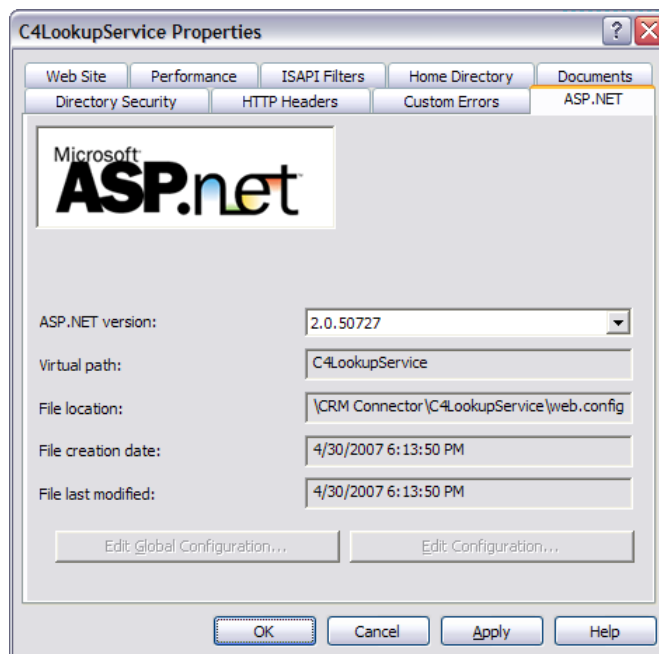 C4LookupService Properties
Web Site Performance ISAPI Filters Home Directory Documents
Directory Security HTTP Headers Custom Errors ASP.NET
Microsoft
ASP.net
ASP.NET version: 2.0.50727
Virtual path: C4LookupService
File location: \CRM Connector\C4LookupService\web.config
File creation date: 4/30/2007 6:13:50 PM
File last modified: 4/30/2007 6:13:50 PM
Edit Global Configuration... Edit Configuration...
OK Cancel Apply Help